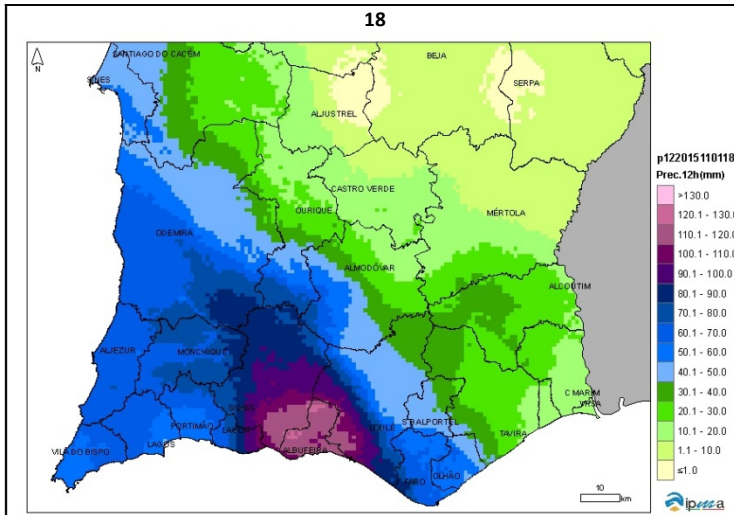 18
N
SANTIAGO DO CACÉM
BEJA
SINES
SERPA
ALJUSTREL
CASTRO VERDE
OURIQUE
MÉRTOLA
ODEMIRA
ALMODÔVAR
ALCOUTIM
ALJEZUR
MONCHIQUE
C MARIM
VRSA
SILVES
PORTIMÃO
LAGOA
LOULÉ
S B ALPORTEL
TAVIRA
LAGOS
ALBUFEIRA
VILA DO BISPO
FARO
OLHÃO
10
km
p122015110118
Prec.12h(mm)
>130.0
120.1 - 130.0
110.1 - 120.0
100.1 - 110.0
90.1 - 100.0
80.1 - 90.0
70.1 - 80.0
60.1 - 70.0
50.1 - 60.0
40.1 - 50.0
30.1 - 40.0
20.1 - 30.0
10.1 - 20.0
1.1 - 10.0
≤1.0
ipma